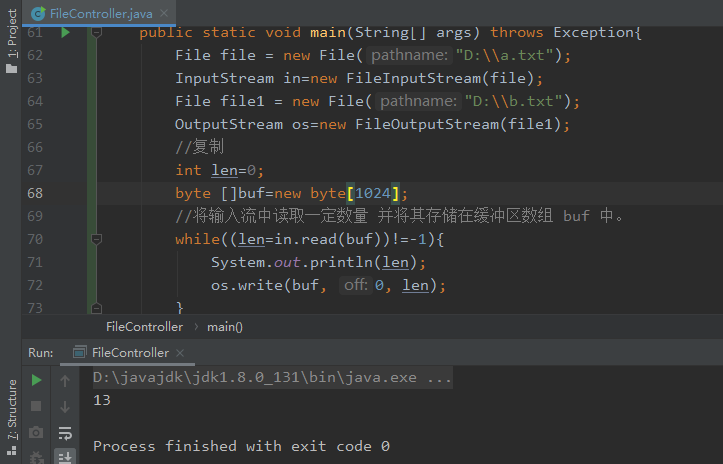 FileController.java
1: Project
61 public static void main(String[] args) throws Exception{
62 File file = new File( pathname: "D:\\a.txt");
63 InputStream in=new FileInputStream(file);
64 File file1 = new File( pathname: "D:\\b.txt");
65 OutputStream os=new FileOutputStream(file1);
66 //复制
67 int len=0;
68 byte []buf=new byte[1024];
69 //将输入流中读取一定数量 并将其存储在缓冲区数组 buf 中。
70 while((len=in.read(buf))!=-1){
71 System.out.println(len);
72 os.write(buf, off: 0, len);
73 }
FileController › main()
Run: FileController
7: Structure
D:\javajdk\jdk1.8.0_131\bin\java.exe ...
13
Process finished with exit code 0